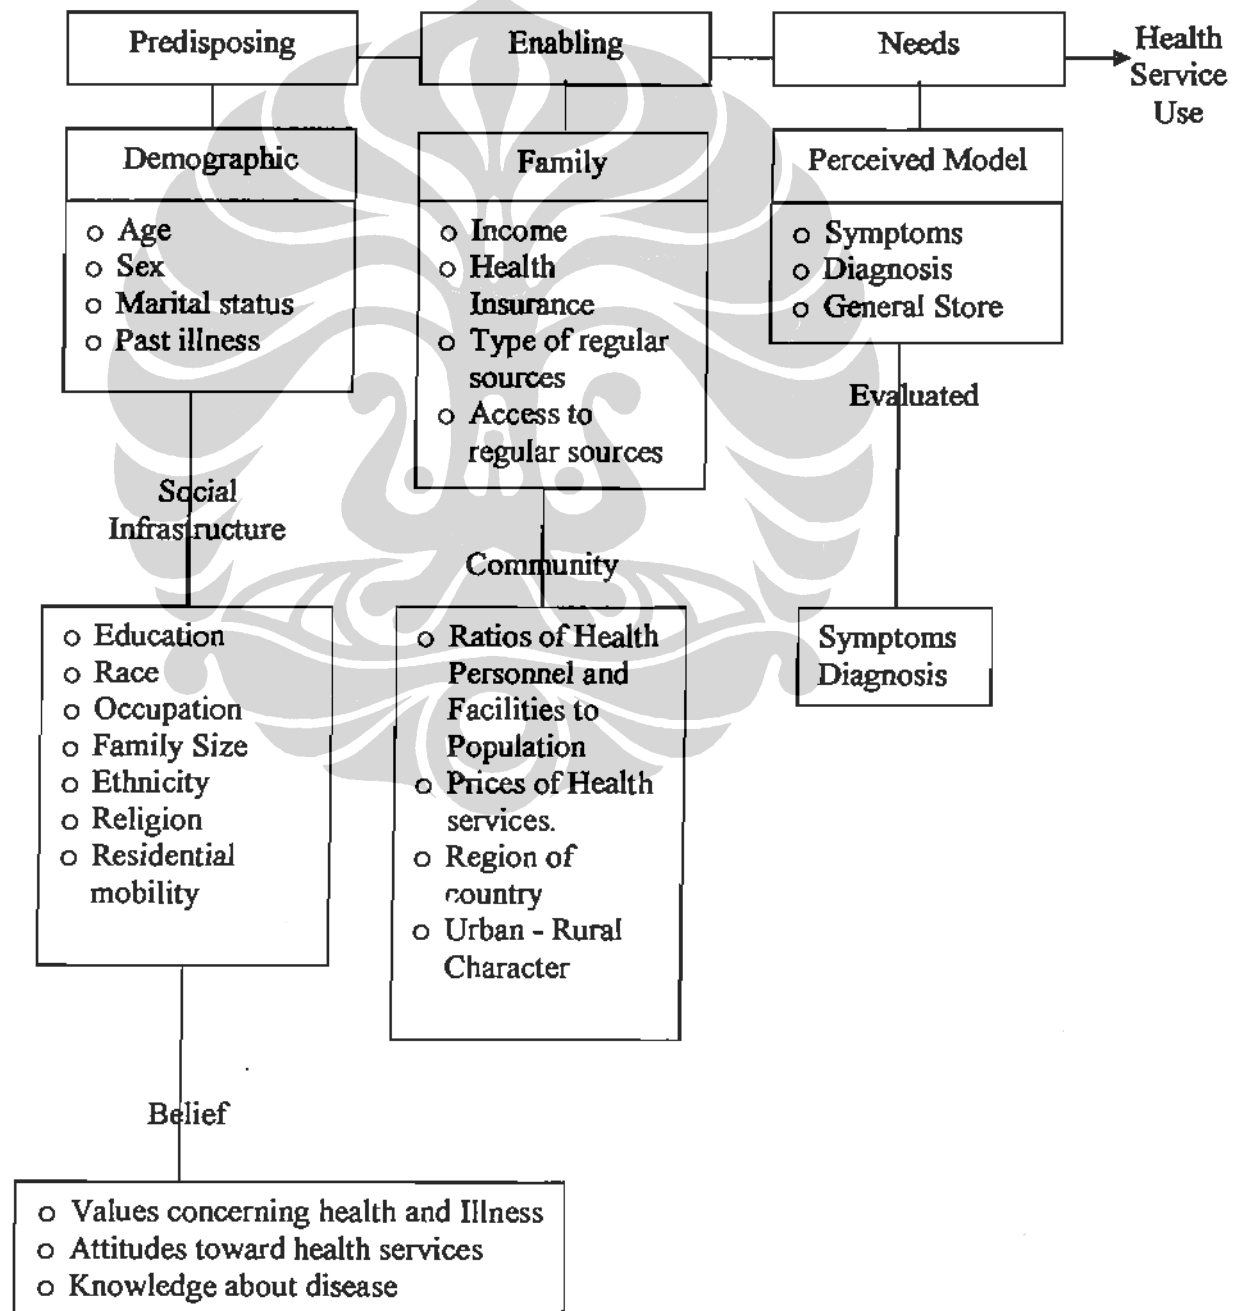 Predisposing
Enabling
Needs
Health
Service
Use
Demographic
o Age
o Sex
o Marital status
o Past illness
Family
o Income
o Health
Insurance
o Type of regular
sources
o Access to
regular sources
Perceived Model
o Symptoms
o Diagnosis
o General Store
Social
Infrastructure
Community
Evaluated
o Education
o Race
o Occupation
o Family Size
o Ethnicity
o Religion
o Residential
mobility
o Ratios of Health
Personnel and
Facilities to
Population
o Prices of Health
services.
o Region of
country
o Urban - Rural
Character
Symptoms
Diagnosis
Belief
o Values concerning health and Illness
o Attitudes toward health services
o Knowledge about disease